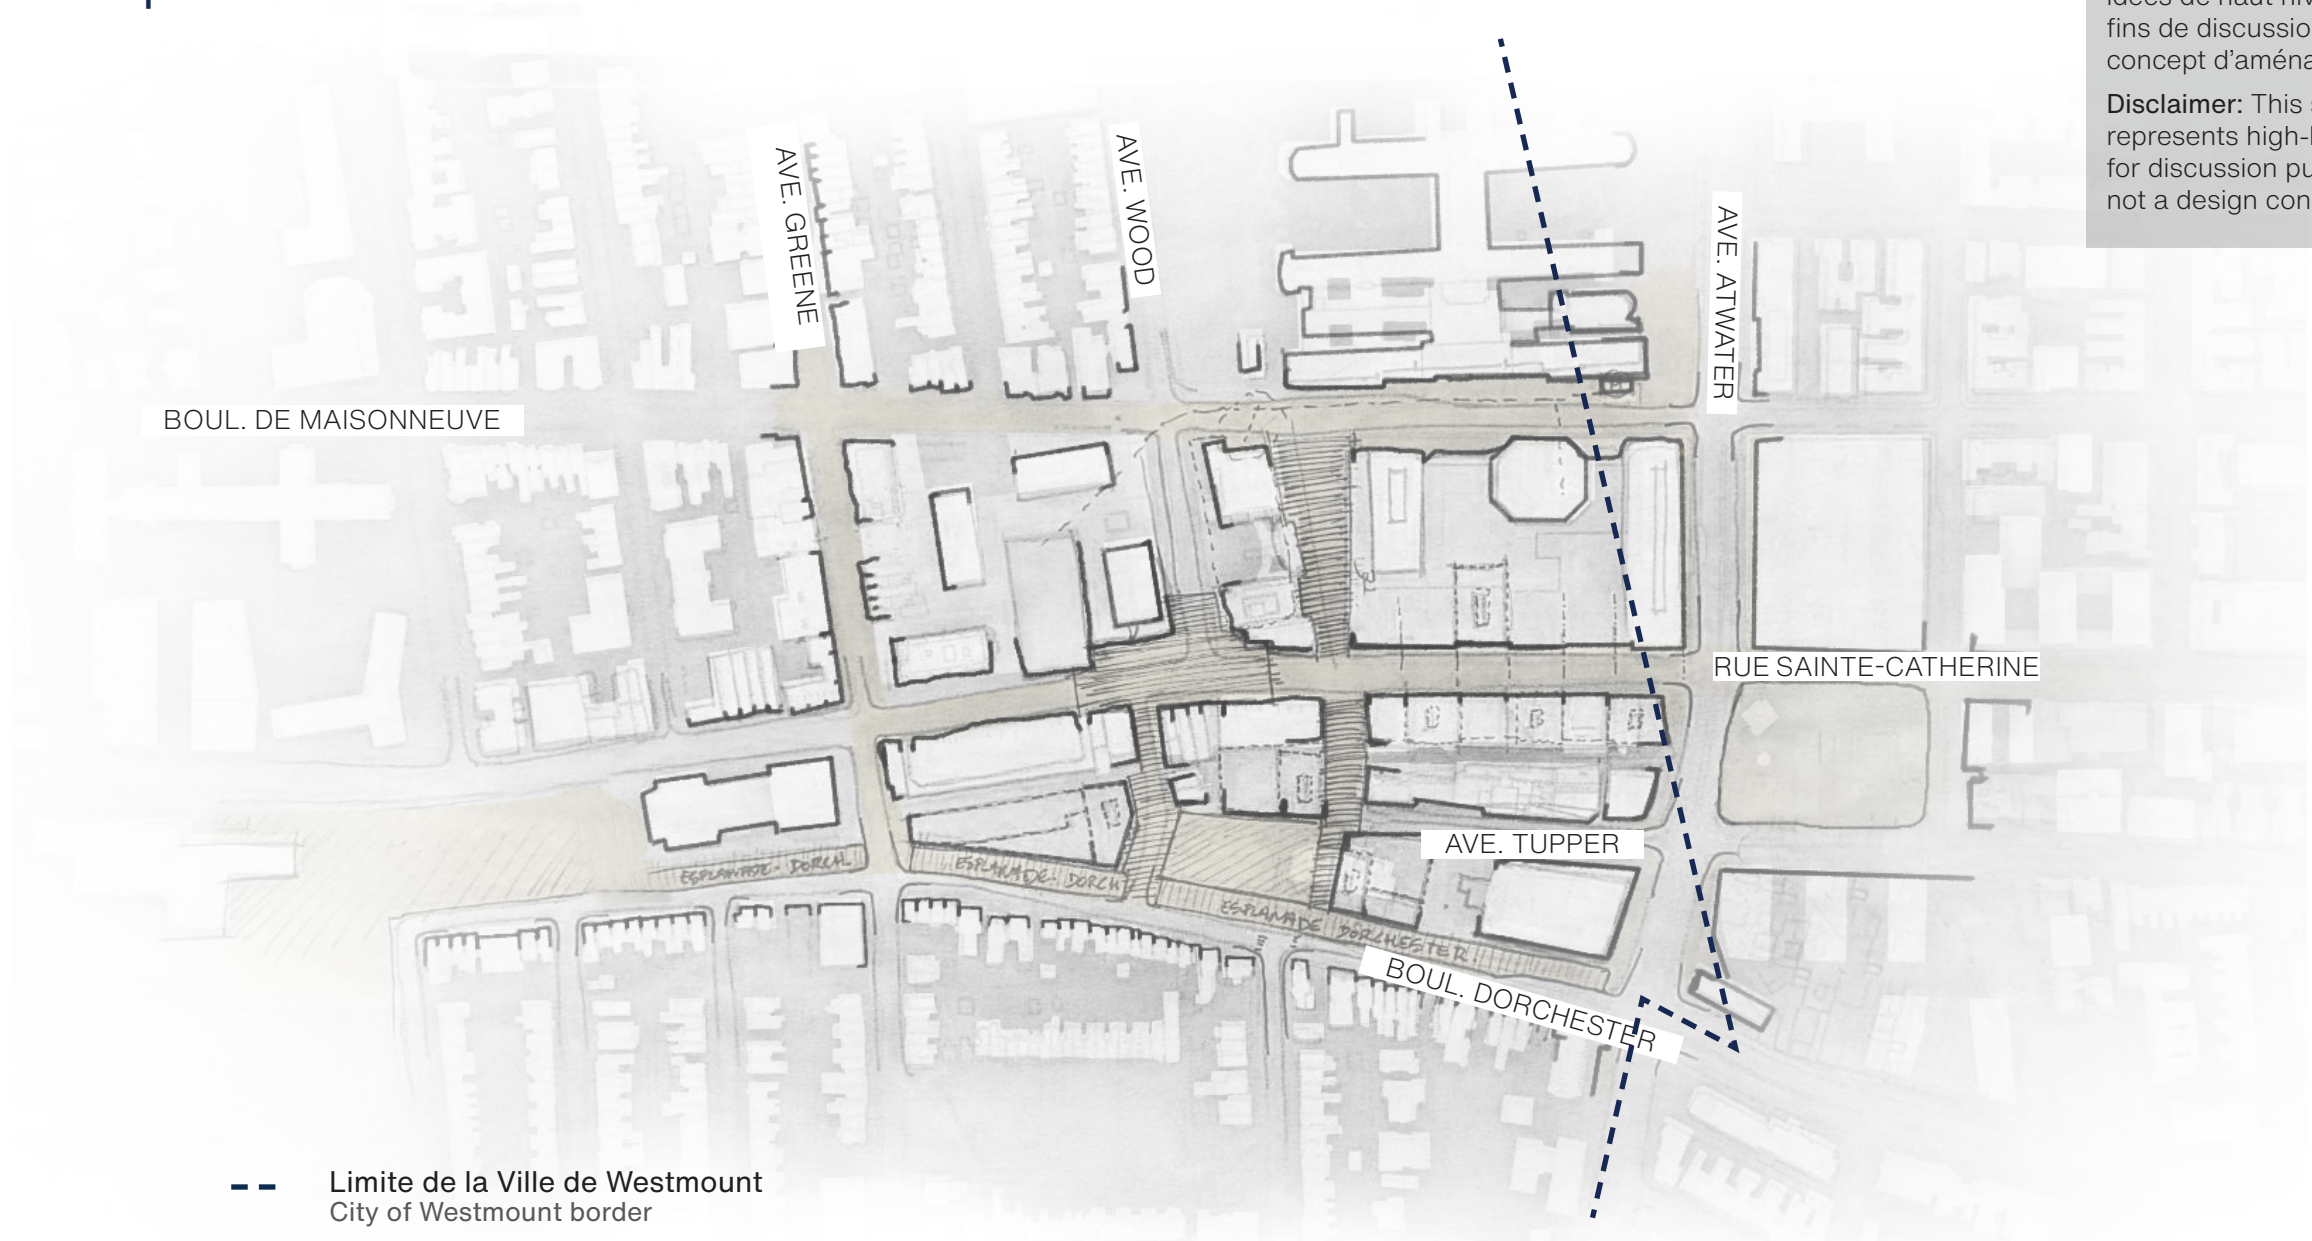 fins de discussio
concept d'aména
Disclaimer: This s
represents high-l
for discussion pu
not a design con
AVE. GREENE
AVE. WOOD
AVE. ATWATER
BOUL. DE MAISONNEUVE
RUE SAINTE-CATHERINE
AVE. TUPPER
ESPLANADE - DORCH.
ESPLANADE - DORCH
ESPLANADE DORCHESTER
BOUL. DORCHESTER
Limite de la Ville de Westmount
City of Westmount border